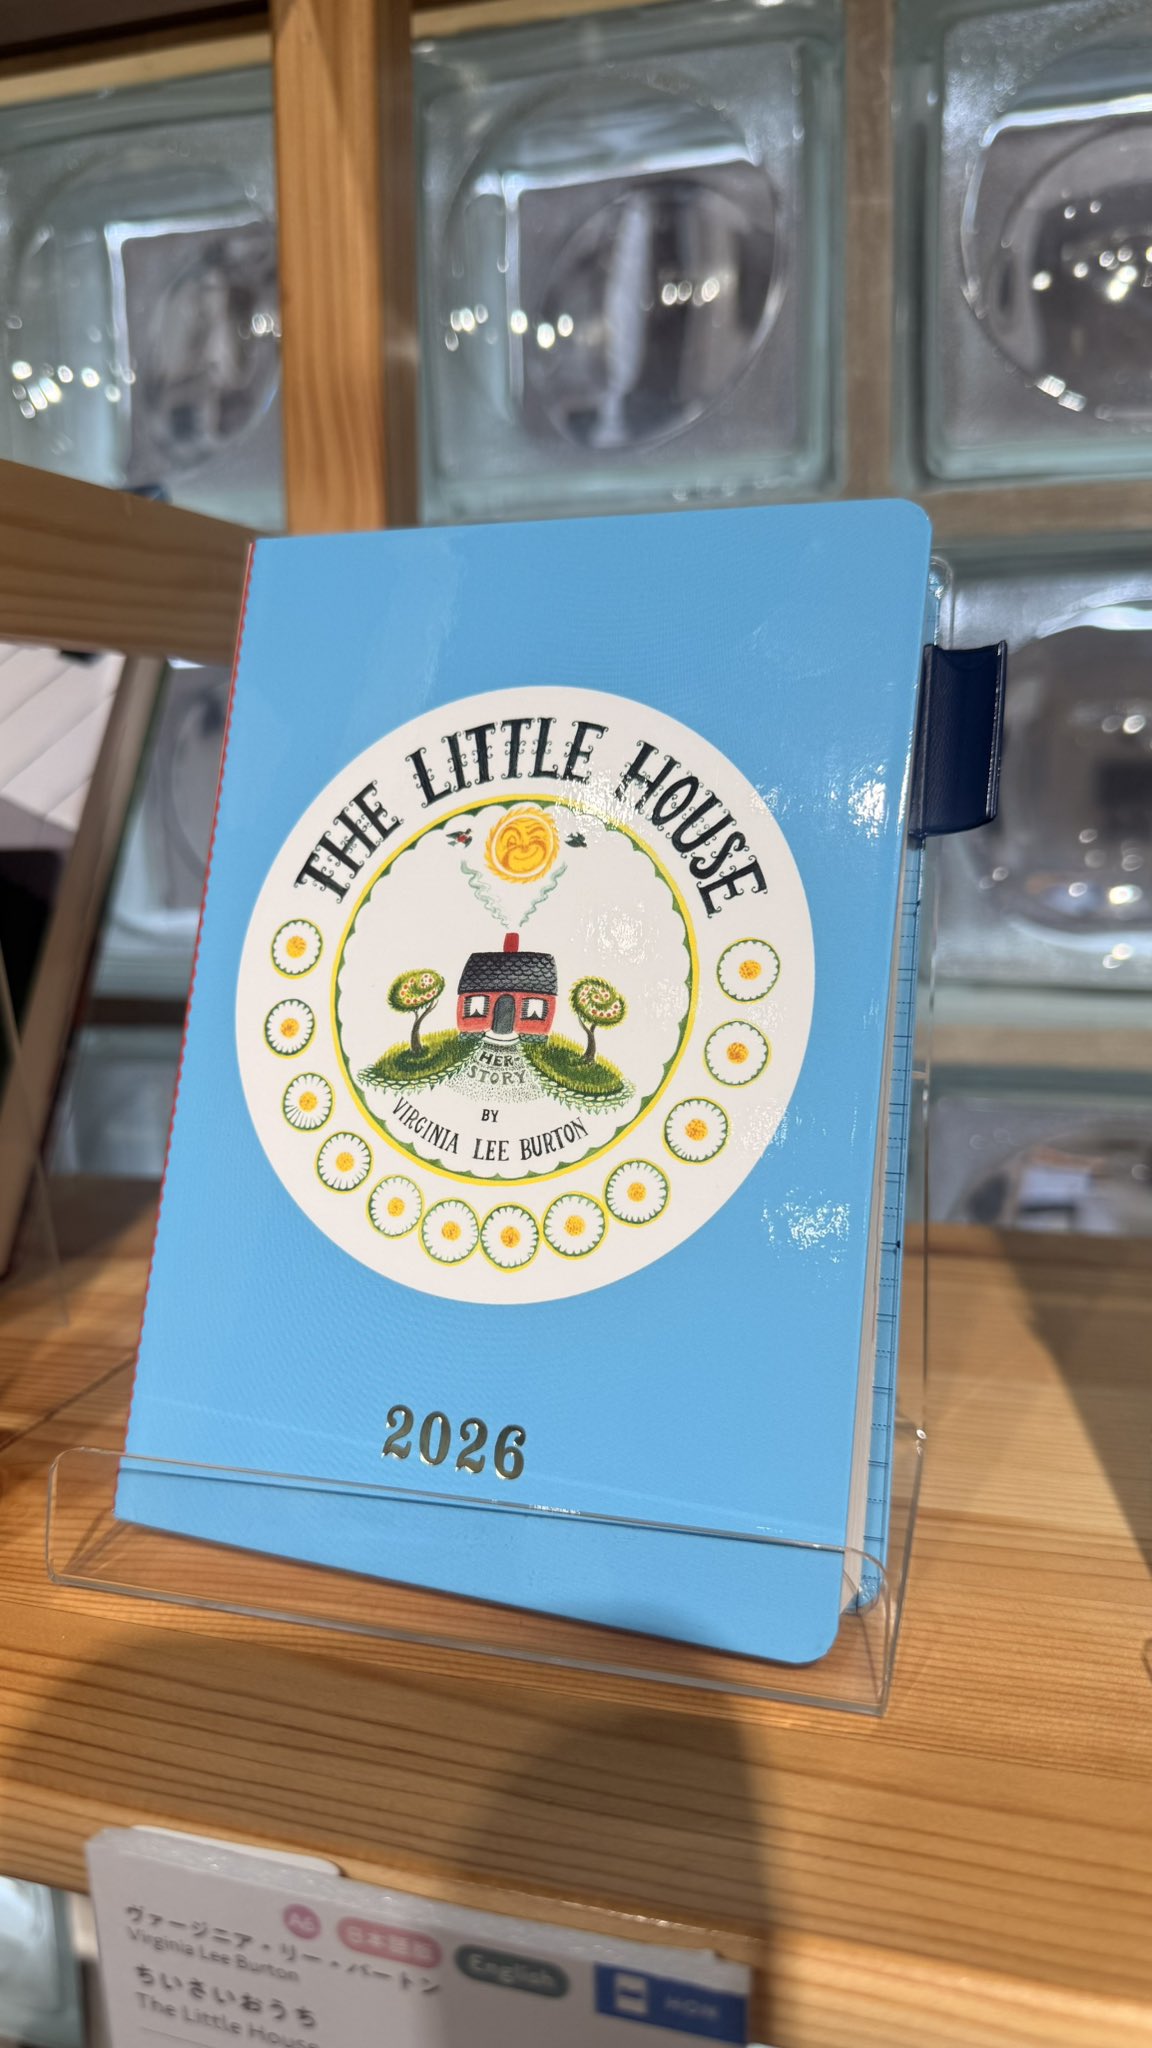 THE LITTLE HOUSE
HER-
STORY
BY
VIRGINIA LEE BURTON
2026
A6 日本語版 English MON
ヴァージニア・リー・バートン
Virginia Lee Burton
ちいさいおうち
The Little House